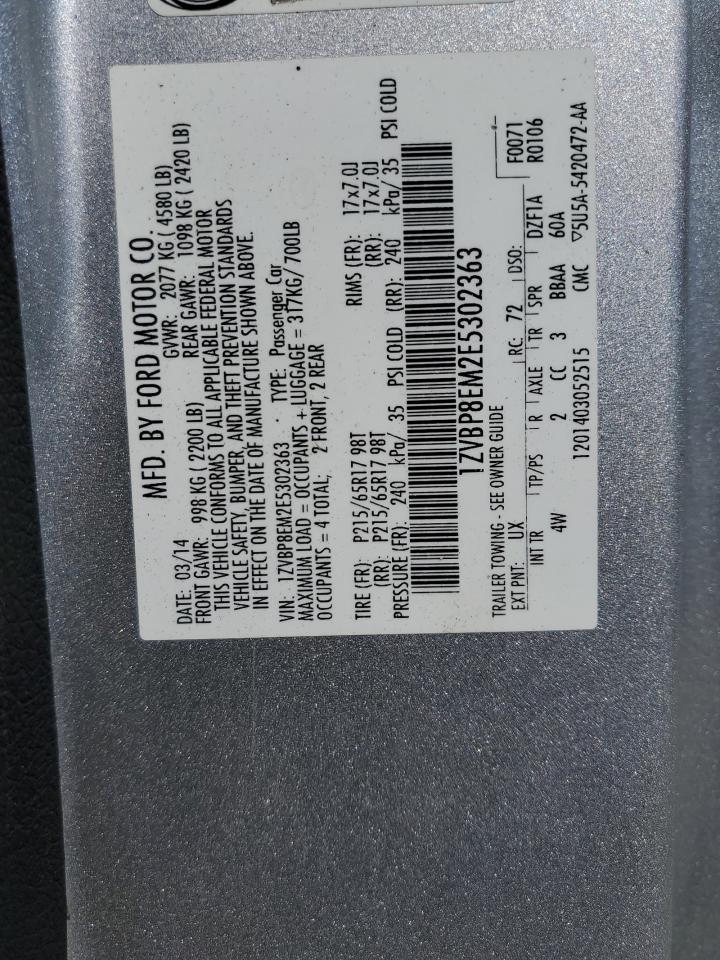 MFD. BY FORD MOTOR CO.
DATE: 03/14 GVWR: 2077 KG ( 4580 LB)
FRONT GAWR: 998 KG ( 2200 LB) REAR GAWR: 1098 KG ( 2420 LB)
THIS VEHICLE CONFORMS TO ALL APPLICABLE FEDERAL MOTOR
VEHICLE SAFETY, BUMPER, AND THEFT PREVENTION STANDARDS
IN EFFECT ON THE DATE OF MANUFACTURE SHOWN ABOVE.
VIN: 1ZVBP8EM2E5302363 TYPE: Passenger Car
MAXIMUM LOAD = OCCUPANTS + LUGGAGE = 317KG/ 700LB
OCCUPANTS = 4 TOTAL; 2 FRONT, 2 REAR
TIRE (FR): P215/65R17 98T RIMS (FR): 17x7.0J
(RR): P215/65R17 98T (RR): 17x7.0J
PRESSURE (FR): 240 kPa/ 35 PSI COLD (RR): 240 kPa/ 35 PSI COLD
1ZVBP8EM2E5302363
TRAILER TOWING - SEE OWNER GUIDE
EXT PNT: UX RC: 72 DSO: F0071
R0106
INT TR TP/PS R AXLE TR SPR DZF1A
4W 2 CC 3 BBAA 60A
1201403052515 CMC ▽5U5A-5420472-AA